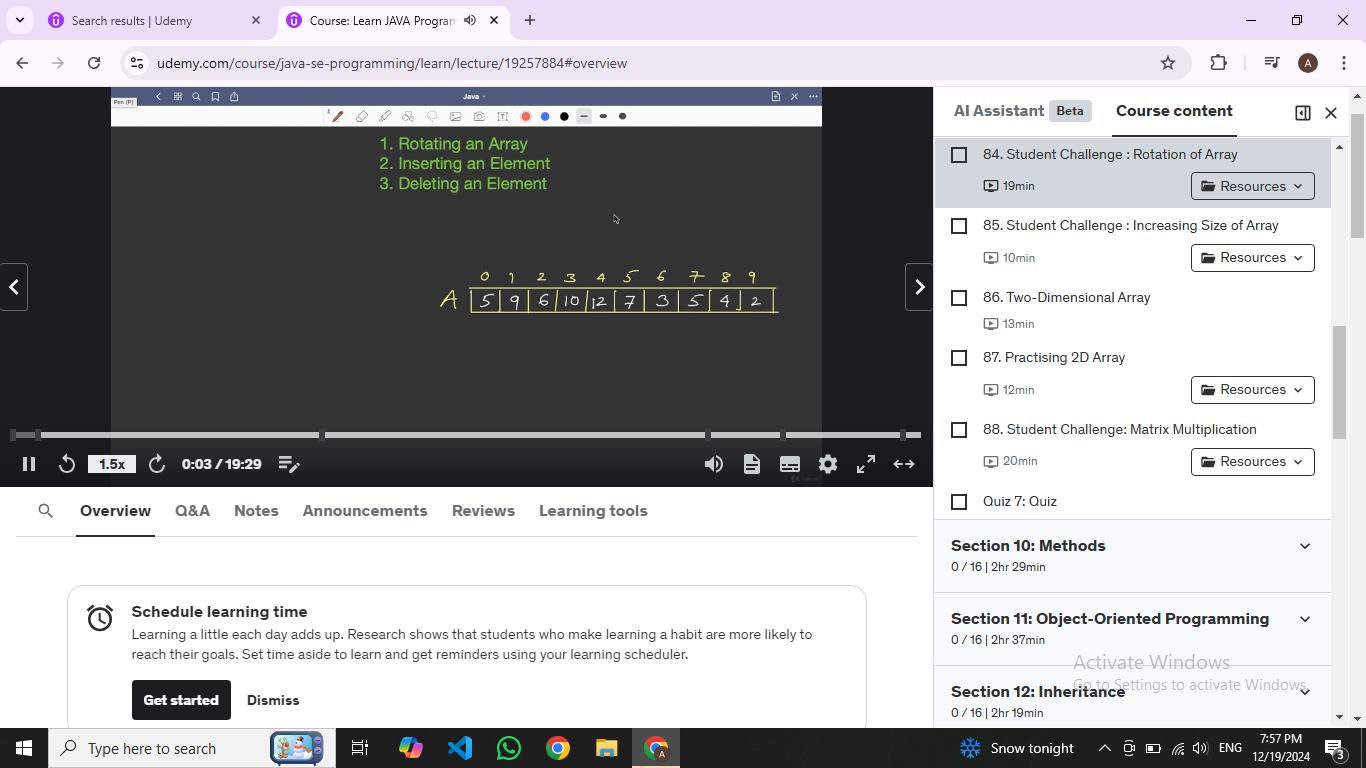 Search results | Udemy
Course: Learn JAVA Program
udemy.com/course/java-se-programming/learn/lecture/19257884#overview
A
Pen (P)
Java
1. Rotating an Array
2. Inserting an Element
3. Deleting an Element
0 1 2 3 4 5 6 7 8 9
A 5 9 6 10 12 7 3 5 4 2
1.5x
0:03 / 19:29
Overview
Q&A
Notes
Announcements
Reviews
Learning tools
Schedule learning time
Learning a little each day adds up. Research shows that students who make learning a habit are more likely to
reach their goals. Set time aside to learn and get reminders using your learning scheduler.
Get started
Dismiss
AI Assistant
Beta
Course content
84. Student Challenge : Rotation of Array
19min
Resources
85. Student Challenge : Increasing Size of Array
10min
Resources
86. Two-Dimensional Array
13min
87. Practising 2D Array
12min
Resources
88. Student Challenge: Matrix Multiplication
20min
Resources
Quiz 7: Quiz
Section 10: Methods
0 / 16 | 2hr 29min
Section 11: Object-Oriented Programming
0 / 16 | 2hr 37min
Activate Windows
Go to Settings to activate Windows.
Section 12: Inheritance
0 / 16 | 2hr 19min
Type here to search
A
Snow tonight
ENG
7:57 PM
12/19/2024
3